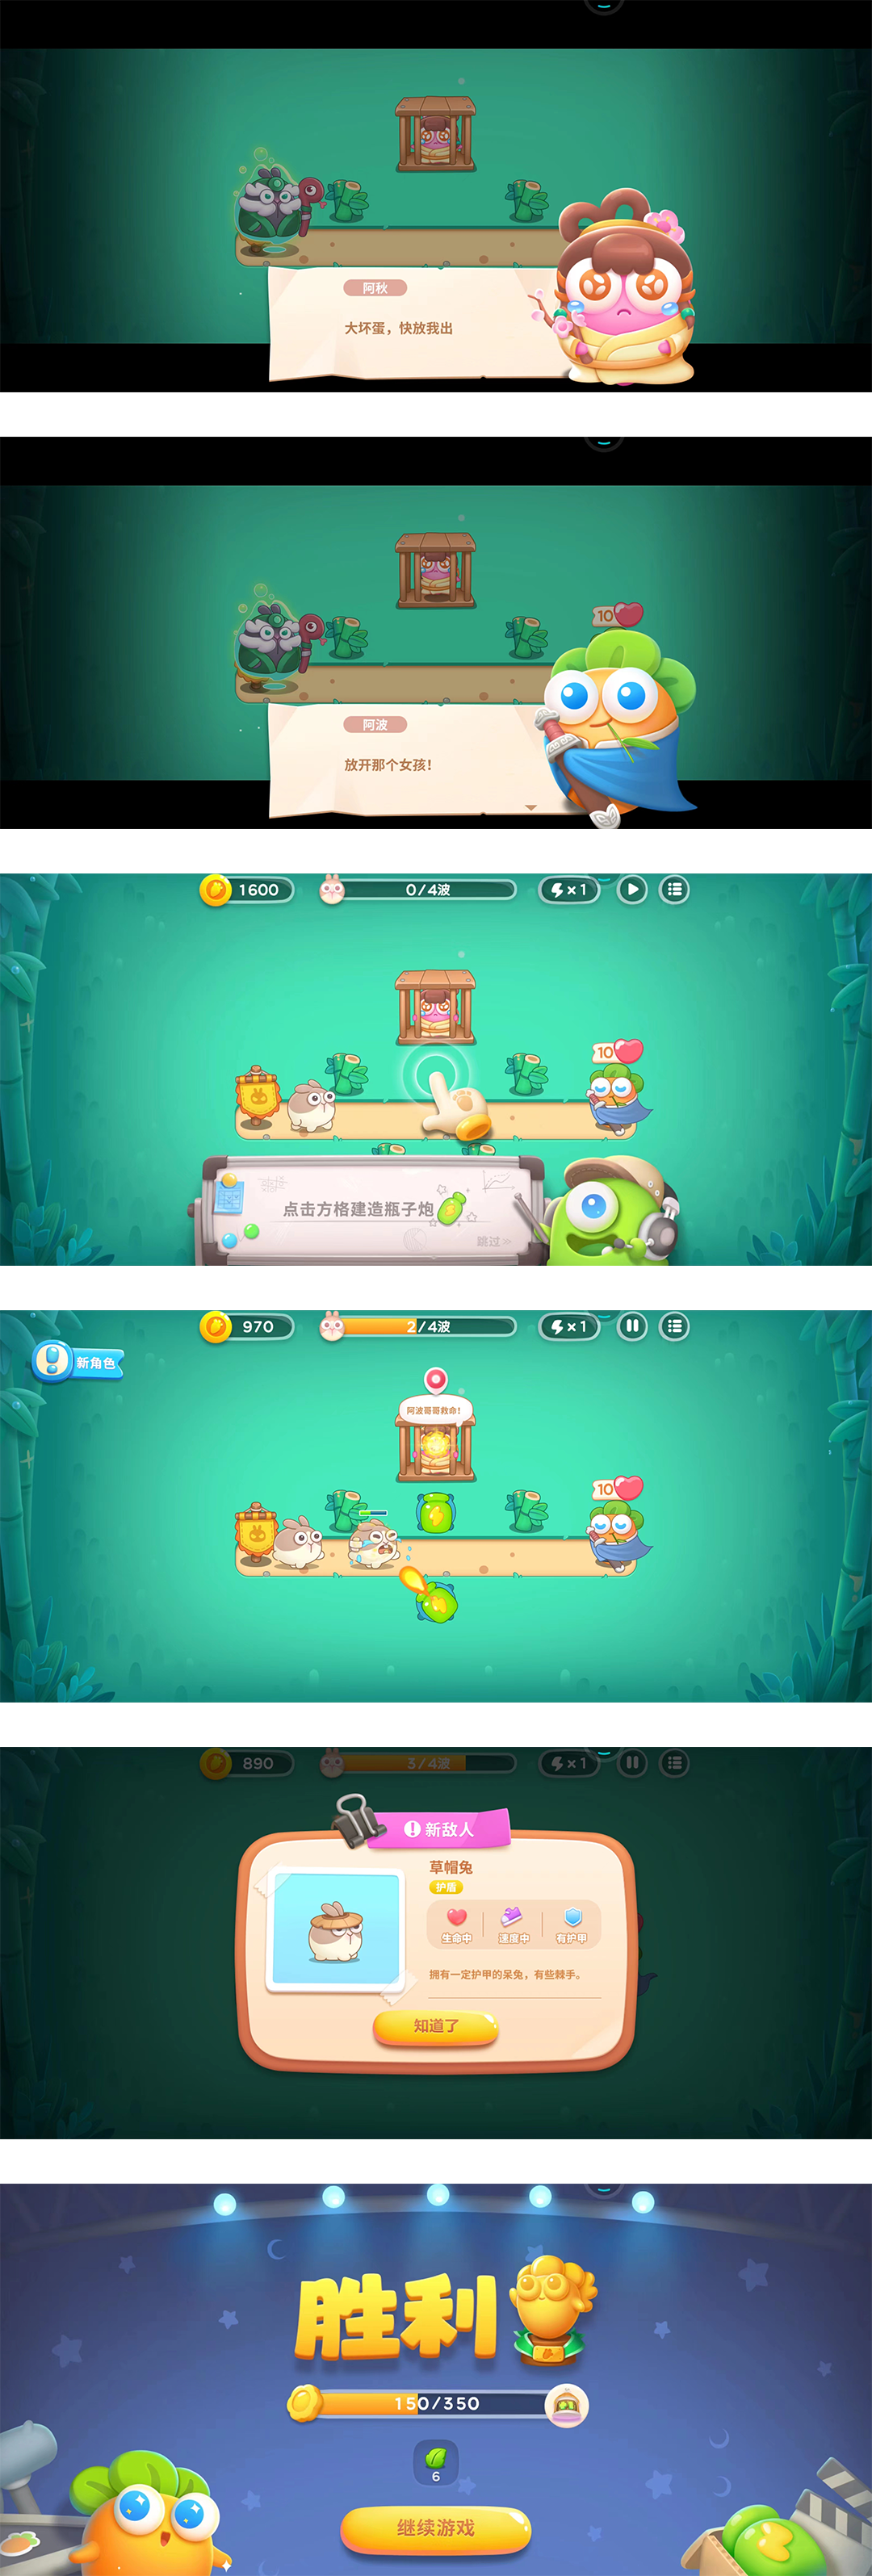 阿秋
大坏蛋，快放我出
10
阿波
放开那个女孩！
1600
0/4波
×1
10
点击方格建造瓶子炮
跳过 >>
970
2/4波
×1
新角色
阿波哥哥救命！
10
890
3/4波
×1
新敌人
草帽兔
护盾
生命中
速度中
有护甲
拥有一定护甲的呆兔，有些棘手。
知道了
胜利
150/350
6
继续游戏